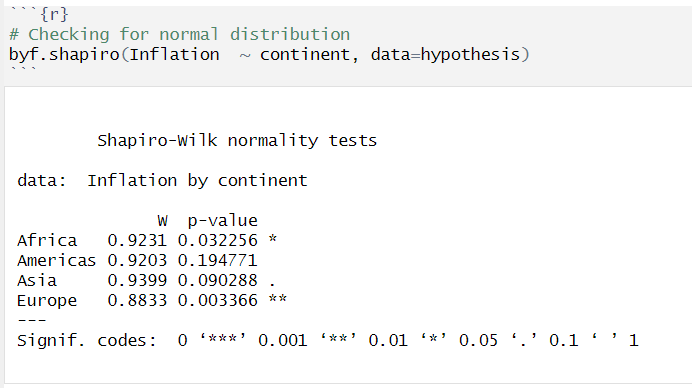 ```{r}
# Checking for normal distribution
byf.shapiro(Inflation  ~ continent, data=hypothesis)
```
        Shapiro-Wilk normality tests
data:  Inflation by continent
              W  p-value
Africa   0.9231 0.032256 *
Americas 0.9203 0.194771
Asia     0.9399 0.090288 .
Europe   0.8833 0.003366 **
---
Signif. codes:  0 ‘***’ 0.001 ‘**’ 0.01 ‘*’ 0.05 ‘.’ 0.1 ‘ ’ 1